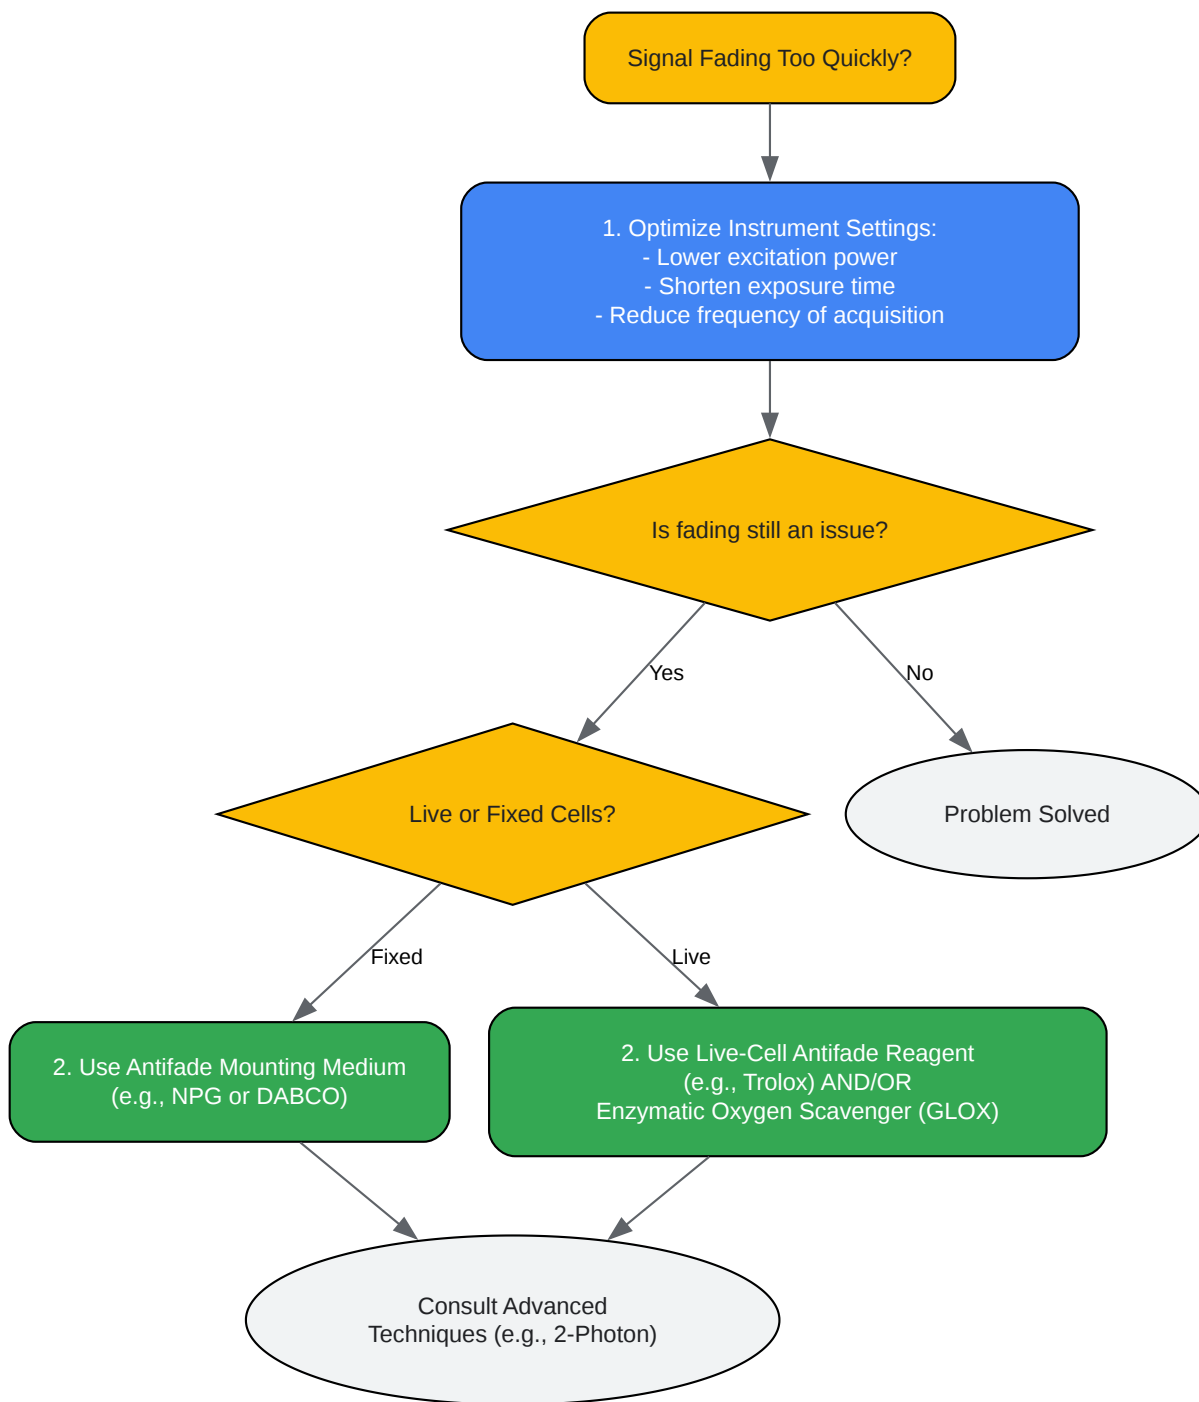 Signal Fading Too Quickly?
1. Optimize Instrument Settings:
- Lower excitation power
- Shorten exposure time
- Reduce frequency of acquisition
Is fading still an issue?
Yes
No
Live or Fixed Cells?
Problem Solved
Fixed
Live
2. Use Antifade Mounting Medium
(e.g., NPG or DABCO)
2. Use Live-Cell Antifade Reagent
(e.g., Trolox) AND/OR
Enzymatic Oxygen Scavenger (GLOX)
Consult Advanced
Techniques (e.g., 2-Photon)